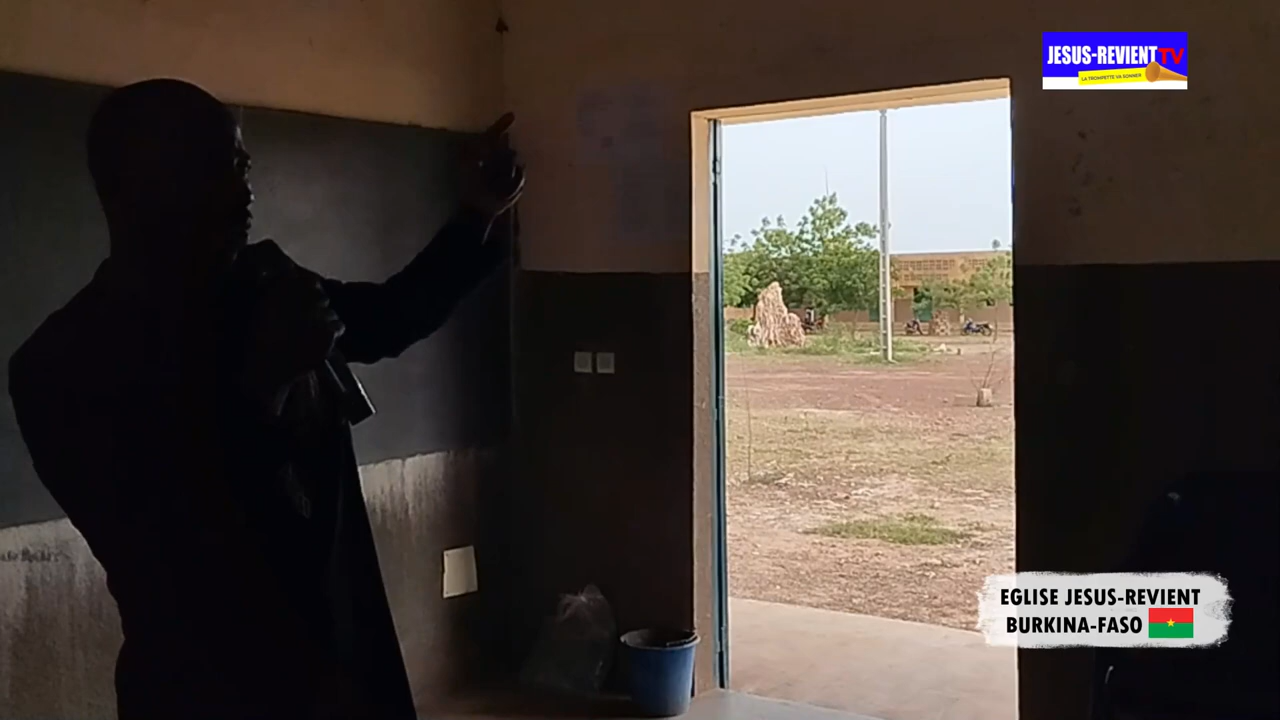 JESUS-REVIENT TV
LA TROMPETTE VA SONNER
EGLISE JESUS-REVIENT
BURKINA-FASO